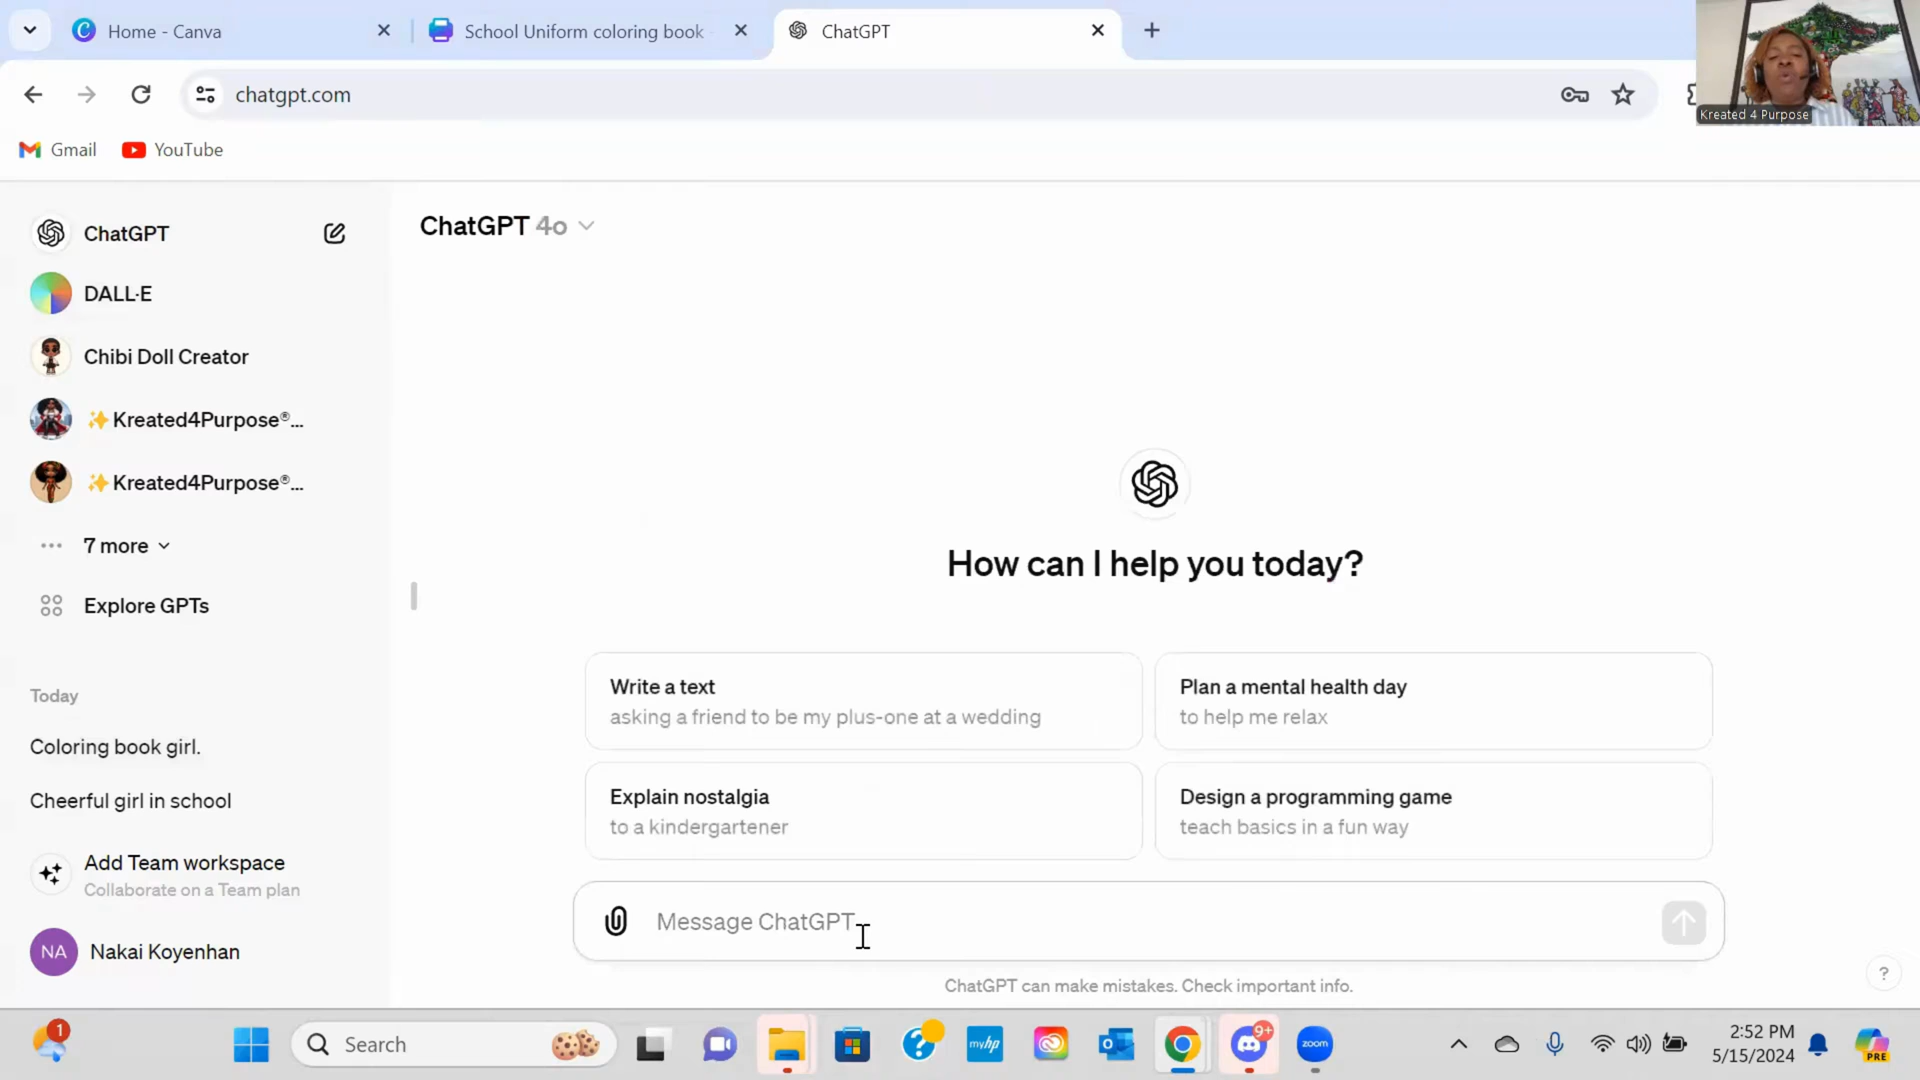 Home - Canva
School Uniform coloring book
ChatGPT
chatgpt.com
Kreated 4 Purpose
Gmail
YouTube
ChatGPT
DALL·E
Chibi Doll Creator
✨Kreated4Purpose®...
✨Kreated4Purpose®...
7 more
Explore GPTs
Today
Coloring book girl.
Cheerful girl in school
Add Team workspace
Collaborate on a Team plan
NA
Nakai Koyenhan
ChatGPT 4o
How can I help you today?
Write a text
asking a friend to be my plus-one at a wedding
Plan a mental health day
to help me relax
Explain nostalgia
to a kindergartener
Design a programming game
teach basics in a fun way
Message ChatGPT
ChatGPT can make mistakes. Check important info.
?
1
Search
?
myhp
9+
zoom
2:52 PM
5/15/2024
PRE